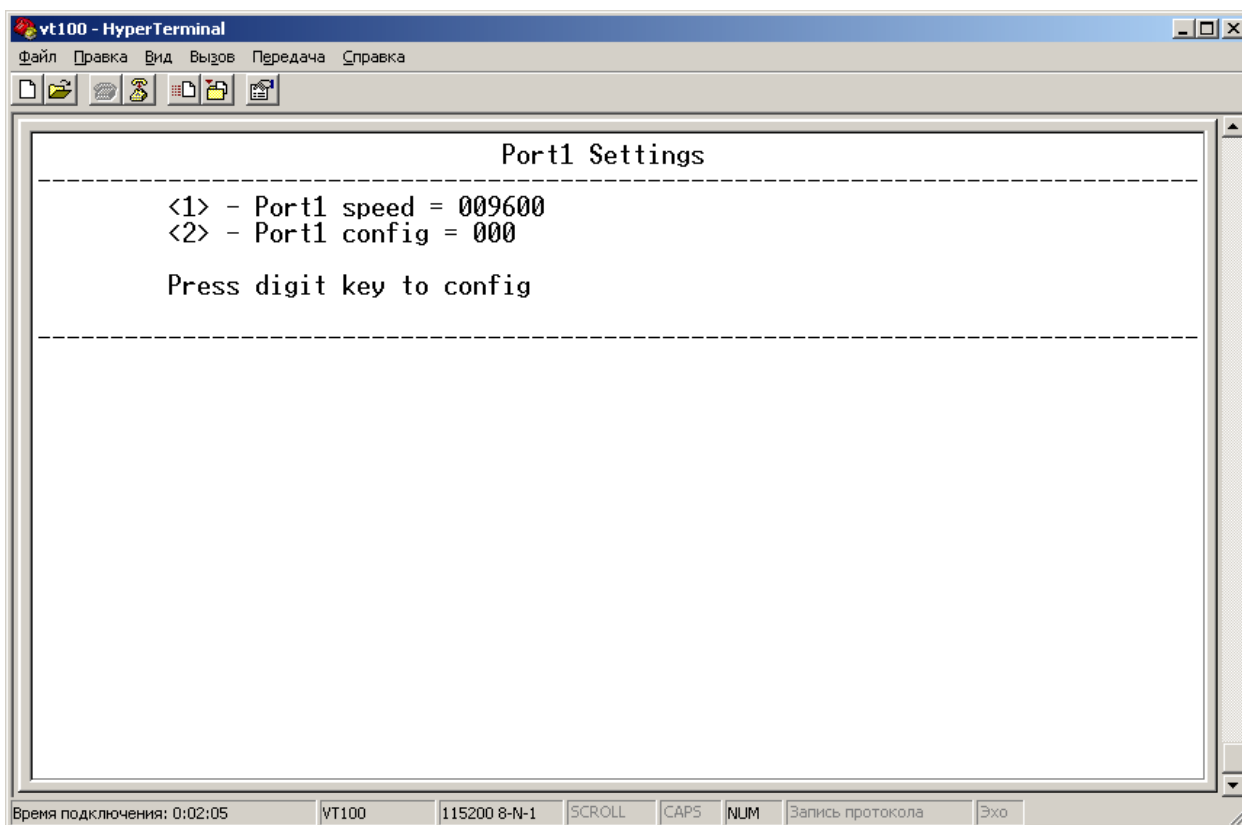 vt100 - HyperTerminal
Файл Правка Вид Вызов Передача Справка
Port1 Settings
<1> - Port1 speed = 009600
<2> - Port1 config = 000
Press digit key to config
Время подключения: 0:02:05 VT100 115200 8-N-1 SCROLL CAPS NUM Запись протокола Эхо